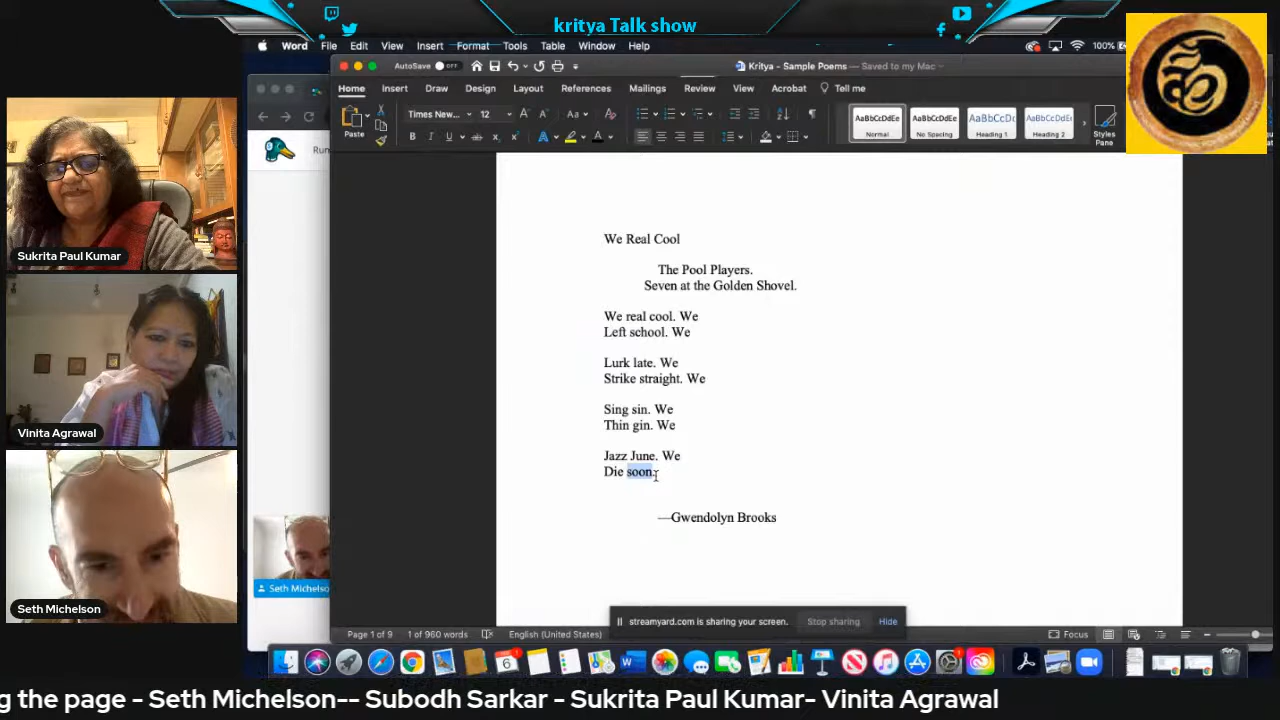 kritya Talk show
Word File Edit View Insert Format Tools Table Window Help
100%
AutoSave OFF
Kritya - Sample Poems — Saved to my Mac
Home Insert Draw Design Layout References Mailings Review View Acrobat Tell me
Paste
Times New... 12
AaBbCcDdEe AaBbCcDdEe AaBbCcDc AaBbCcDdEe
Normal No Spacing Heading 1 Heading 2
Styles
Pane
Run
We Real Cool
The Pool Players.
Seven at the Golden Shovel.
We real cool. We
Left school. We
Lurk late. We
Strike straight. We
Sing sin. We
Thin gin. We
Jazz June. We
Die soon.
—Gwendolyn Brooks
Sukrita Paul Kumar
Vinita Agrawal
Seth Michelson
Seth Michelso
streamyard.com is sharing your screen. Stop sharing Hide
Page 1 of 9 1 of 960 words English (United States) Focus
g the page - Seth Michelson-- Subodh Sarkar - Sukrita Paul Kumar- Vinita Agrawal